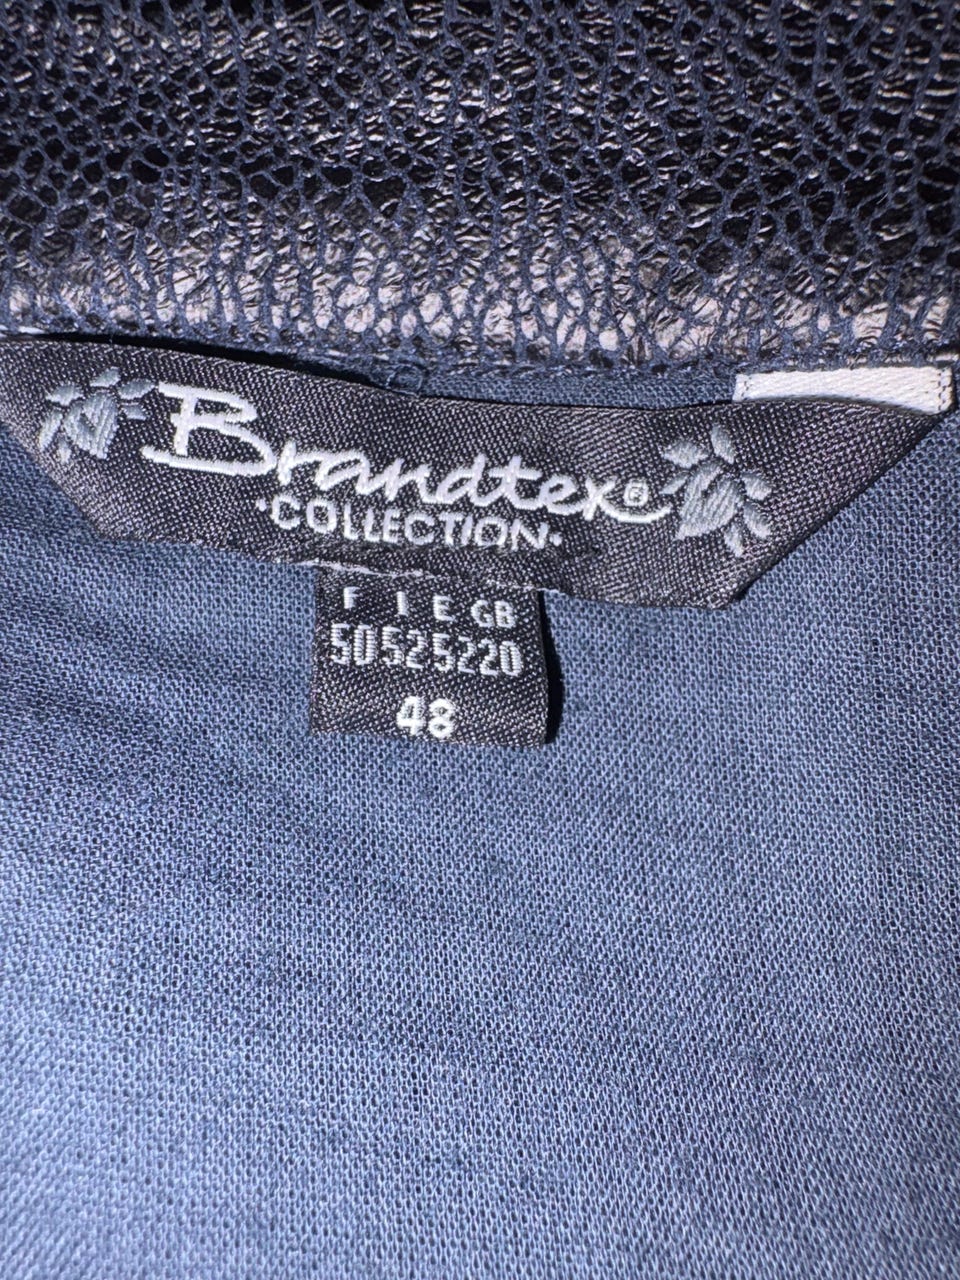 Brandtex®
·COLLECTION·
F I E GB
50 52 52 20
48